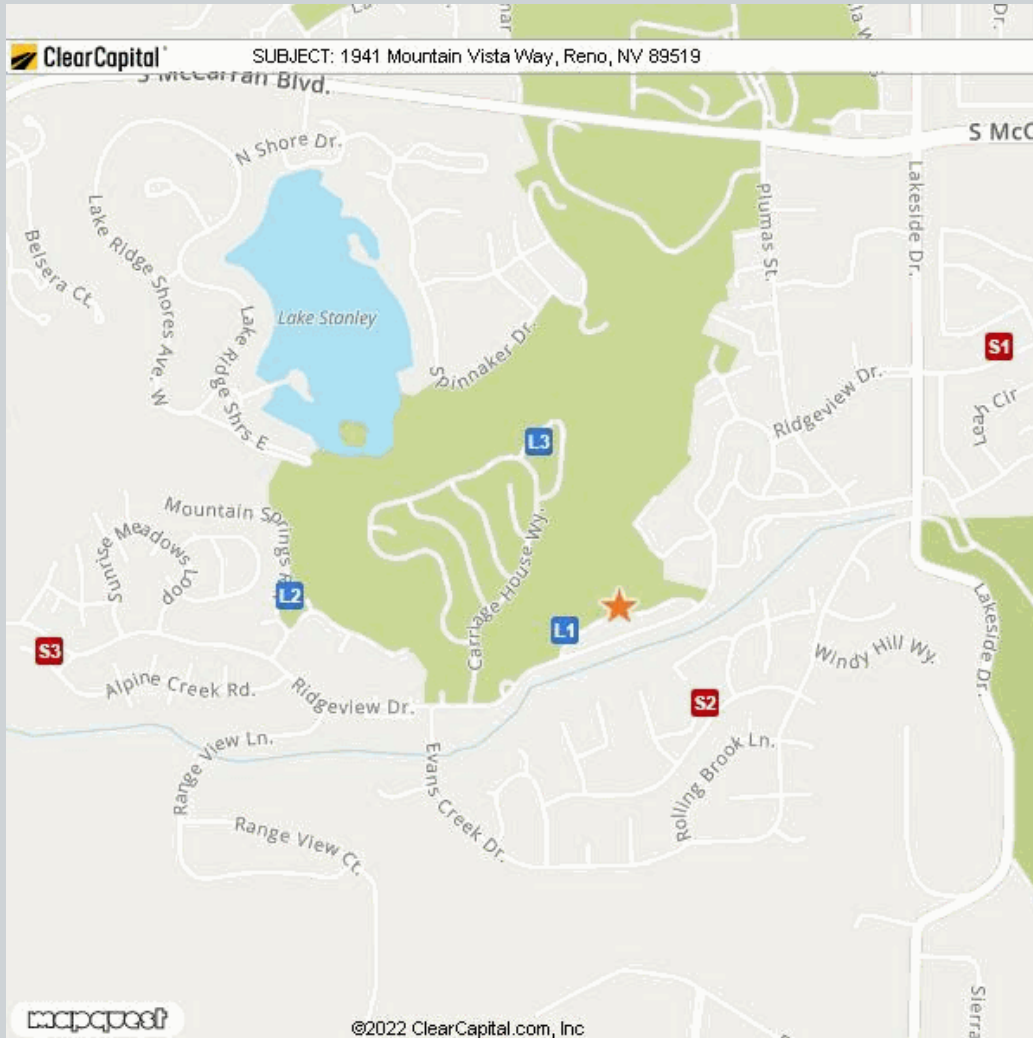 ClearCapital
SUBJECT: 1941 Mountain Vista Way, Reno, NV 89519
S McCarran Blvd.
S McC
N Shore Dr.
Lakeside Dr.
Plumas St.
Lake Ridge Shores Ave. W
Belsera Ct.
Lake Stanley
Lake Ridge Shrs E
Spinnaker Dr.
S1
Ridgeview Dr.
Leah Cir
L3
Mountain Springs R
Sunrise Meadows Loop
Carriage House Wy.
L2
L1
S3
Alpine Creek Rd.
Ridgeview Dr.
S2
Windy Hill Wy.
Lakeside Dr.
Range View Ln.
Evans Creek Dr.
Rolling Brook Ln.
Range View Ct.
Sierra
mapquest
©2022 ClearCapital.com, Inc